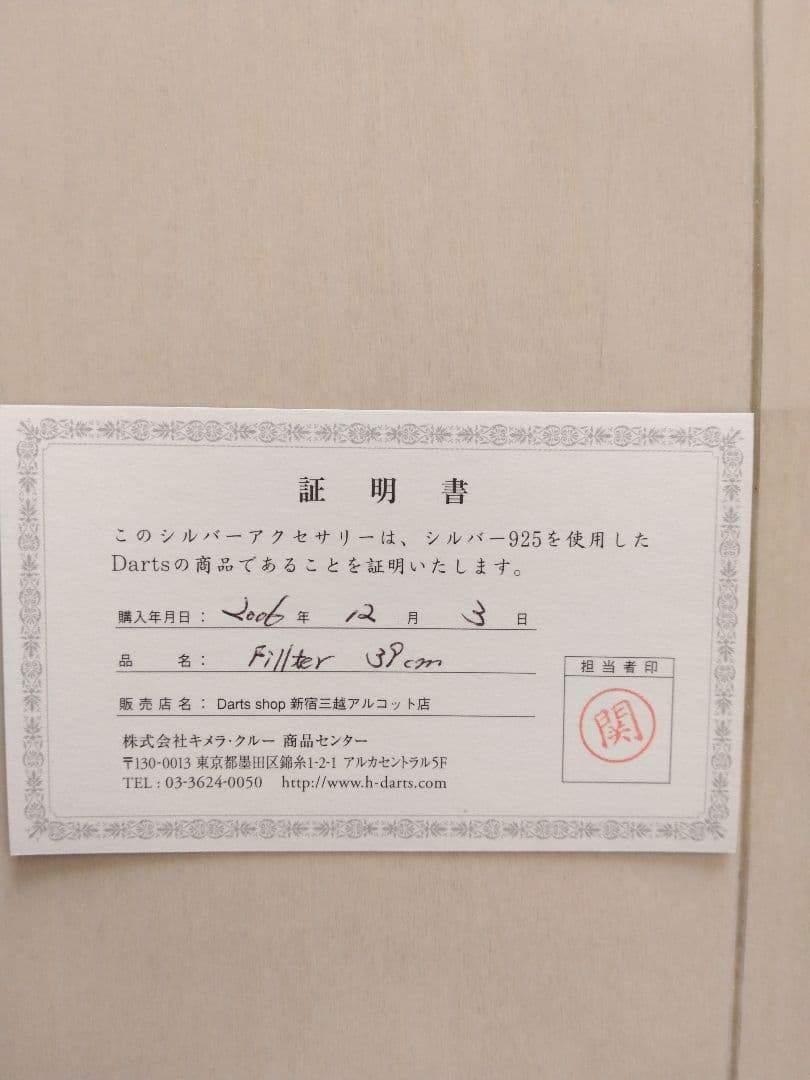 証明書
このシルバーアクセサリーは、シルバー925を使用した
Dartsの商品であることを証明いたします。
購入年月日： 2006 年 12 月 3 日
品名： Fillter 39cm
販売店名： Darts shop 新宿三越アルコット店
担当者印
関
株式会社キメラ・クルー 商品センター
〒130-0013 東京都墨田区錦糸1-2-1 アルカセントラル5F
TEL : 03-3624-0050 http://www.h-darts.com